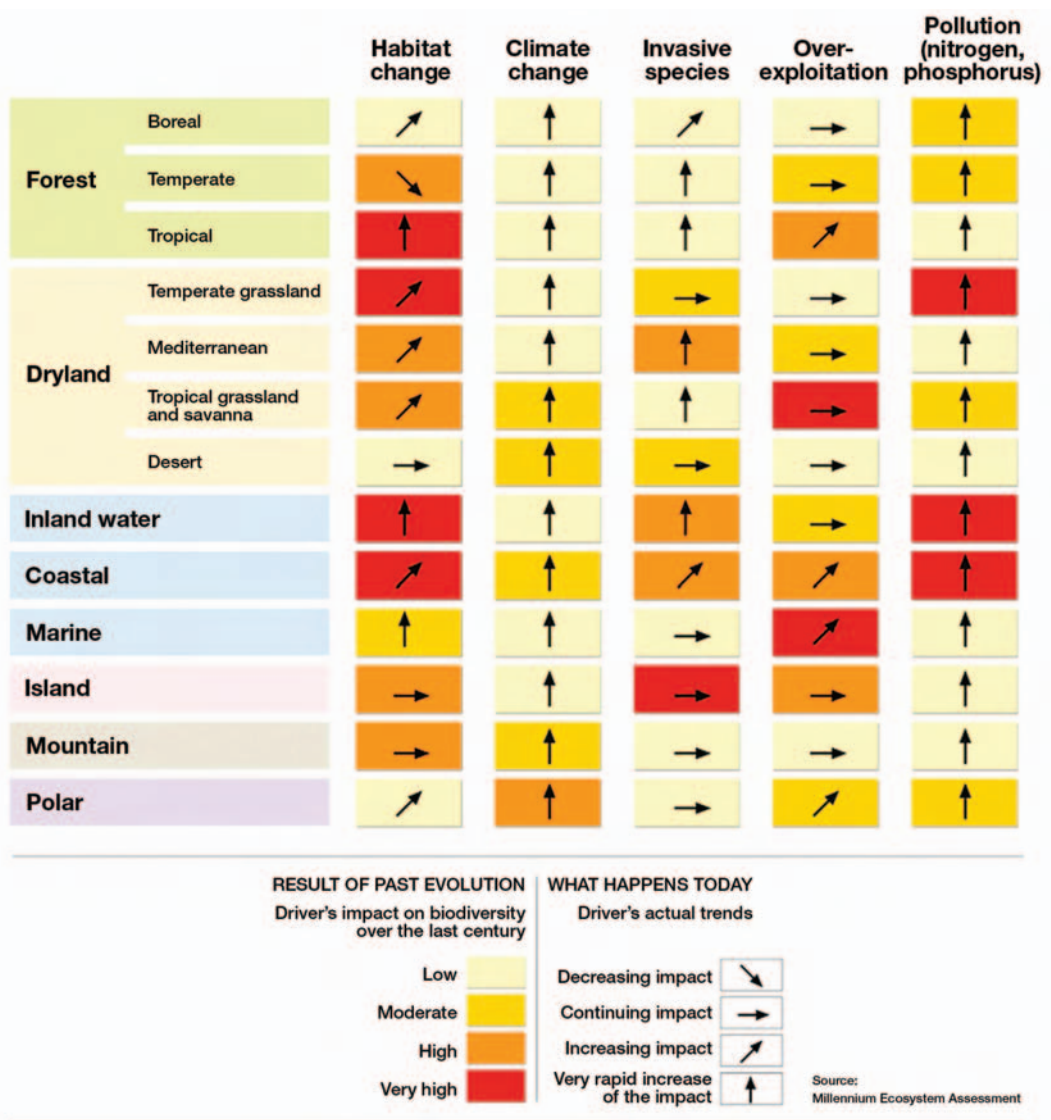 Habitat
change
Climate
change
Invasive
species
Over-
exploitation
Pollution
(nitrogen,
phosphorus)
Forest
Boreal
Temperate
Tropical
Dryland
Temperate grassland
Mediterranean
Tropical grassland
and savanna
Desert
Inland water
Coastal
Marine
Island
Mountain
Polar
RESULT OF PAST EVOLUTION
Driver's impact on biodiversity
over the last century
Low
Moderate
High
Very high
WHAT HAPPENS TODAY
Driver's actual trends
Decreasing impact
Continuing impact
Increasing impact
Very rapid increase
of the impact
Source:
Millennium Ecosystem Assessment